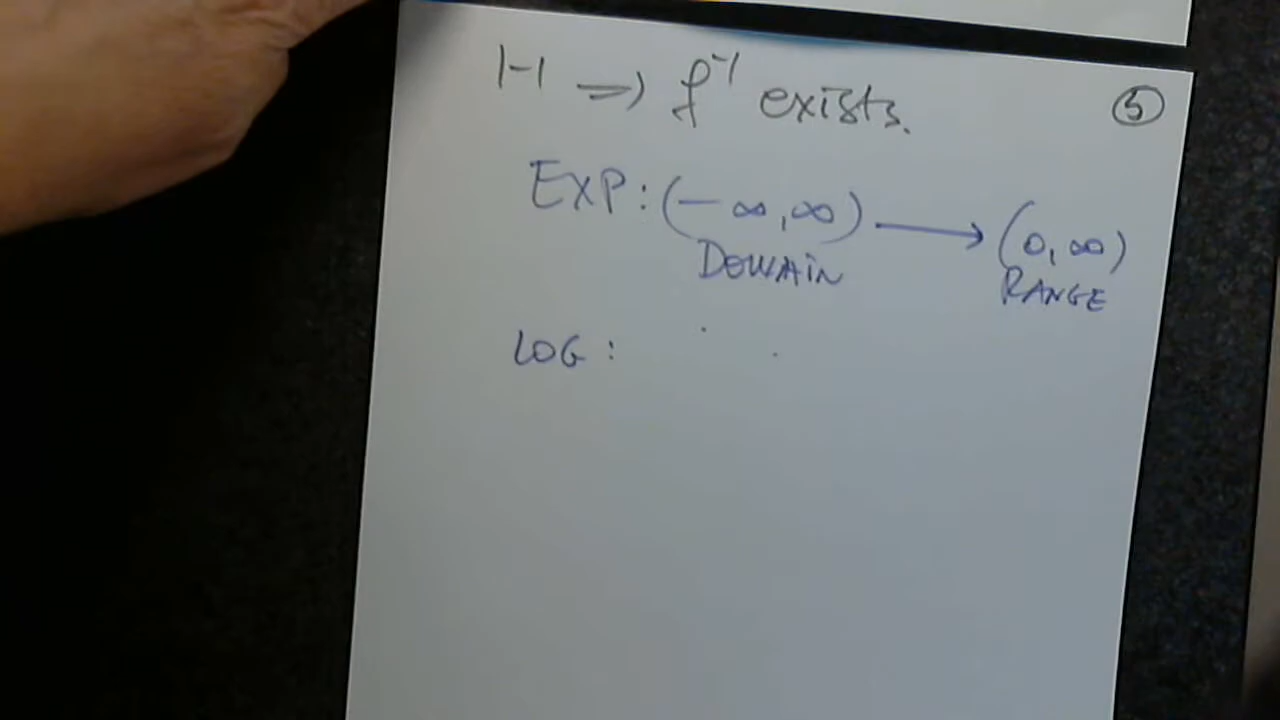 1-1 ⇒ f⁻¹ exists.
5
EXP: (-∞,∞) → (0,∞)
DOMAIN RANGE
LOG: